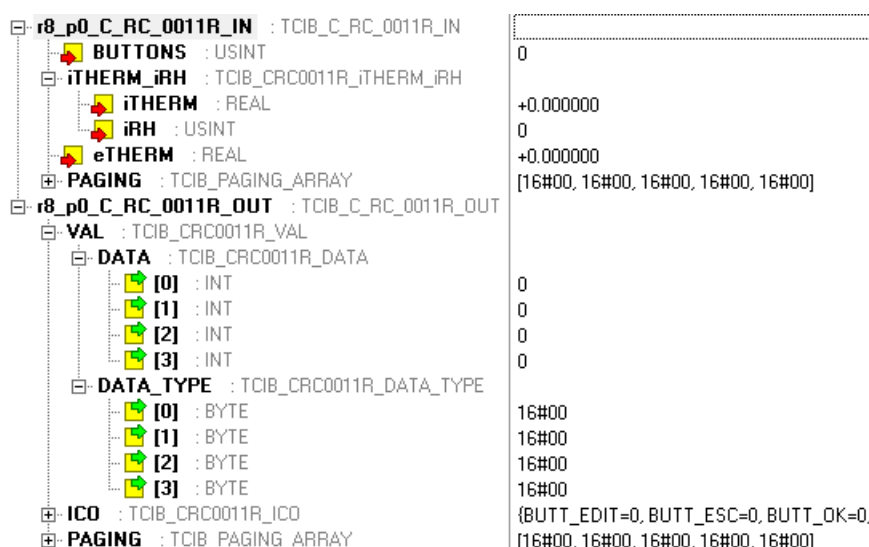 r8_p0_C_RC_0011R_IN : TCIB_C_RC_0011R_IN
BUTTONS : USINT 0
iTHERM_iRH : TCIB_CRC0011R_iTHERM_iRH
iTHERM : REAL +0.000000
iRH : USINT 0
eTHERM : REAL +0.000000
PAGING : TCIB_PAGING_ARRAY [16#00, 16#00, 16#00, 16#00, 16#00]
r8_p0_C_RC_0011R_OUT : TCIB_C_RC_0011R_OUT
VAL : TCIB_CRC0011R_VAL
DATA : TCIB_CRC0011R_DATA
[0] : INT 0
[1] : INT 0
[2] : INT 0
[3] : INT 0
DATA_TYPE : TCIB_CRC0011R_DATA_TYPE
[0] : BYTE 16#00
[1] : BYTE 16#00
[2] : BYTE 16#00
[3] : BYTE 16#00
ICO : TCIB_CRC0011R_ICO {BUTT_EDIT=0, BUTT_ESC=0, BUTT_OK=0,
PAGING : TCIB_PAGING_ARRAY [16#00, 16#00, 16#00, 16#00, 16#00]